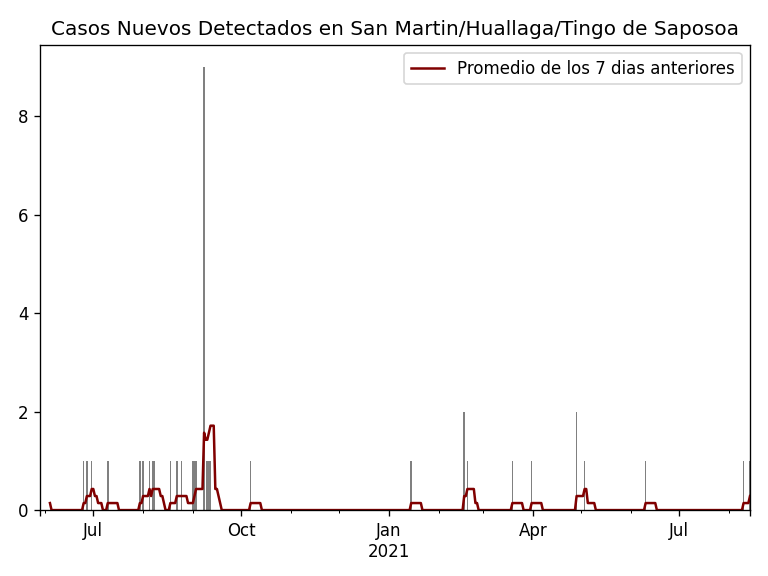 Casos Nuevos Detectados en San Martin/Huallaga/Tingo de Saposoa
Promedio de los 7 dias anteriores
8
6
4
2
0
Jul Oct Jan Apr Jul
2021